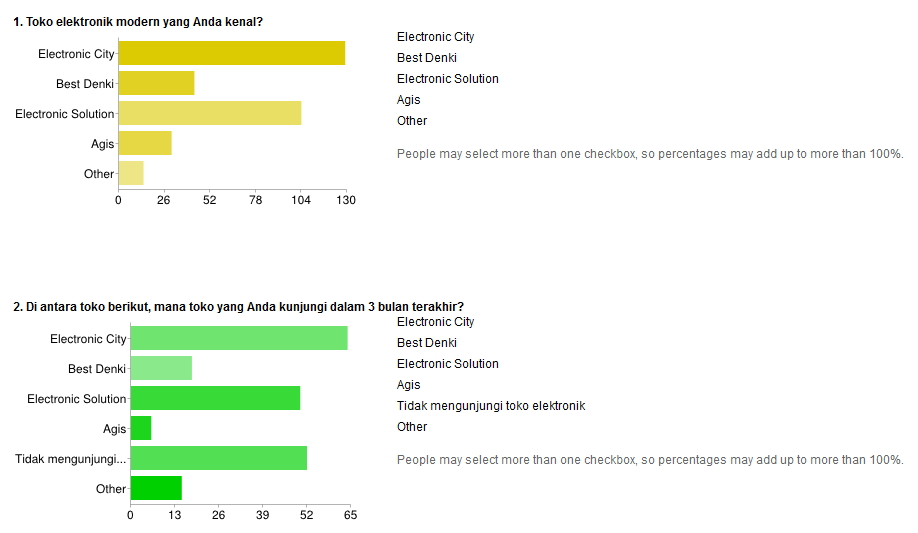 1. Toko elektronik modern yang Anda kenal?
Electronic City
Best Denki
Electronic Solution
Agis
Other
0 26 52 78 104 130
Electronic City
Best Denki
Electronic Solution
Agis
Other
People may select more than one checkbox, so percentages may add up to more than 100%.
2. Di antara toko berikut, mana toko yang Anda kunjungi dalam 3 bulan terakhir?
Electronic City
Best Denki
Electronic Solution
Agis
Tidak mengunjungi...
Other
0 13 26 39 52 65
Electronic City
Best Denki
Electronic Solution
Agis
Tidak mengunjungi toko elektronik
Other
People may select more than one checkbox, so percentages may add up to more than 100%.